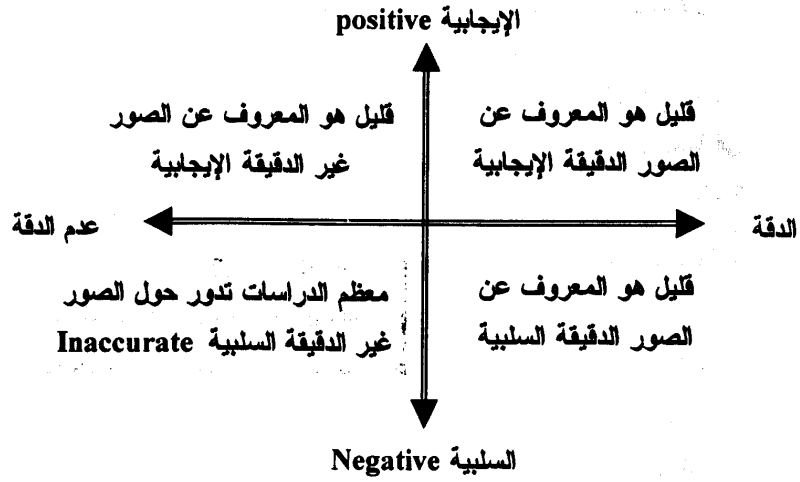 الإيجابية positive
قليل هو المعروف عن
الصور الدقيقة الإيجابية
قليل هو المعروف عن الصور
غير الدقيقة الإيجابية
الدقة
عدم الدقة
قليل هو المعروف عن
الصور الدقيقة السلبية
معظم الدراسات تدور حول الصور
غير الدقيقة السلبية Inaccurate
السلبية Negative